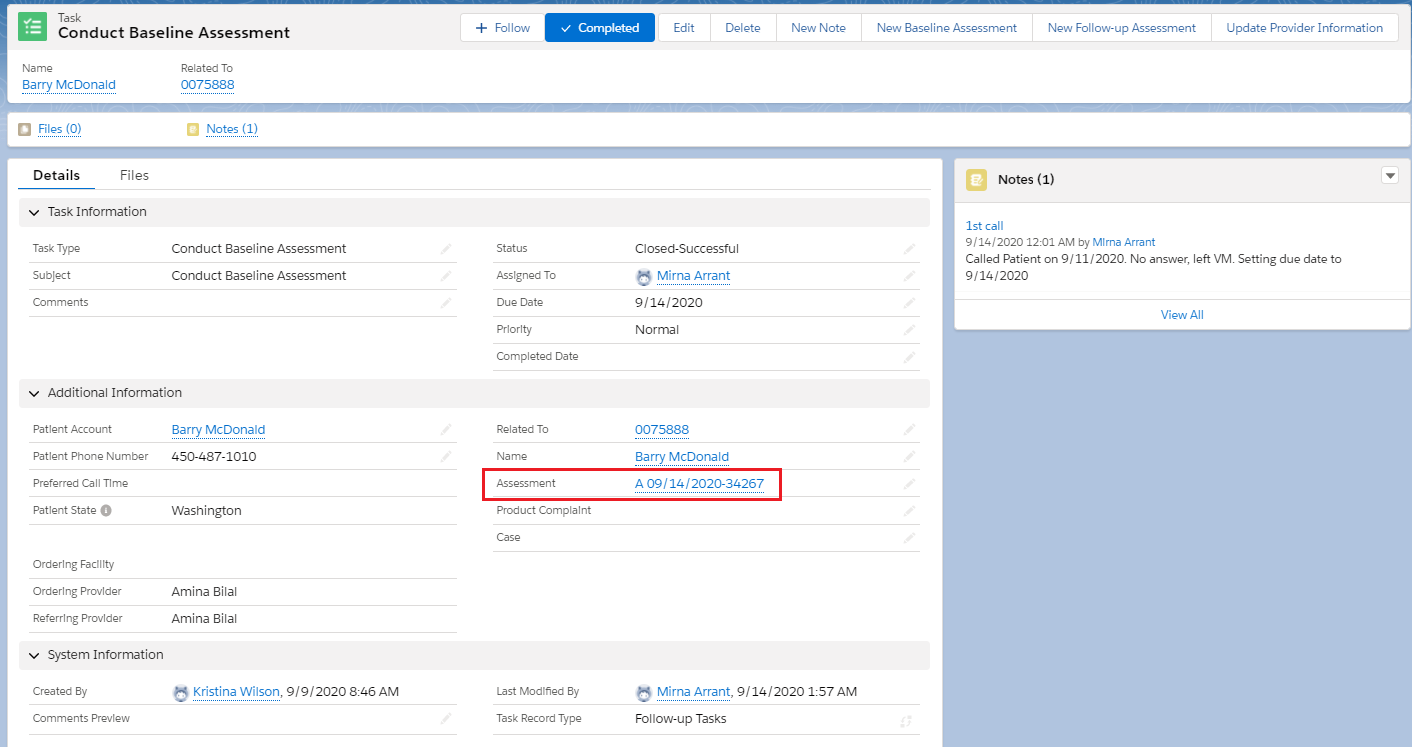 Task
Conduct Baseline Assessment
Follow
Completed
Edit
Delete
New Note
New Baseline Assessment
New Follow-up Assessment
Update Provider Information
Name
Related To
Barry McDonald
0075888
Files (0)
Notes (1)
Details
Files
Task Information
Task Type Conduct Baseline Assessment
Status Closed-Successful
Subject Conduct Baseline Assessment
Assigned To Mirna Arrant
Comments
Due Date 9/14/2020
Priority Normal
Completed Date
Additional Information
Patient Account Barry McDonald
Related To 0075888
Patient Phone Number 450-487-1010
Name Barry McDonald
Preferred Call Time
Assessment A 09/14/2020-34267
Patient State Washington
Product Complaint
Case
Ordering Facility
Ordering Provider Amina Bilal
Referring Provider Amina Bilal
System Information
Created By Kristina Wilson, 9/9/2020 8:46 AM
Last Modified By Mirna Arrant, 9/14/2020 1:57 AM
Comments Preview
Task Record Type Follow-up Tasks
Notes (1)
1st call
9/14/2020 12:01 AM by Mirna Arrant
Called Patient on 9/11/2020. No answer, left VM. Setting due date to
9/14/2020
View All